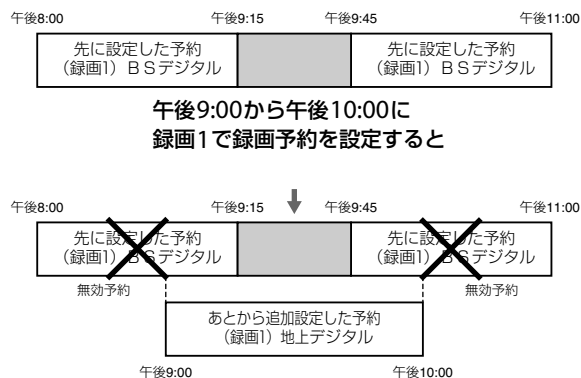 午後8:00 午後9:15 午後9:45 午後11:00
先に設定した予約 先に設定した予約
（録画1）ＢＳデジタル （録画1）ＢＳデジタル
午後9:00から午後10:00に
録画1で録画予約を設定すると
午後8:00 午後9:15 午後9:45 午後11:00
先に設定した予約 先に設定した予約
（録画1）ＢＳデジタル （録画1）ＢＳデジタル
無効予約 無効予約
あとから追加設定した予約
（録画1）地上デジタル
午後9:00 午後10:00